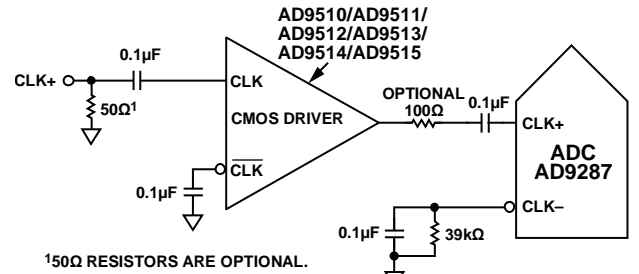 AD9510/AD9511/
AD9512/AD9513/
AD9514/AD9515
0.1µF
CLK+
CLK
50Ω¹
CMOS DRIVER
CLK
0.1µF
OPTIONAL
100Ω
0.1µF
CLK+
ADC
AD9287
CLK–
0.1µF
39kΩ
¹50Ω RESISTORS ARE OPTIONAL.